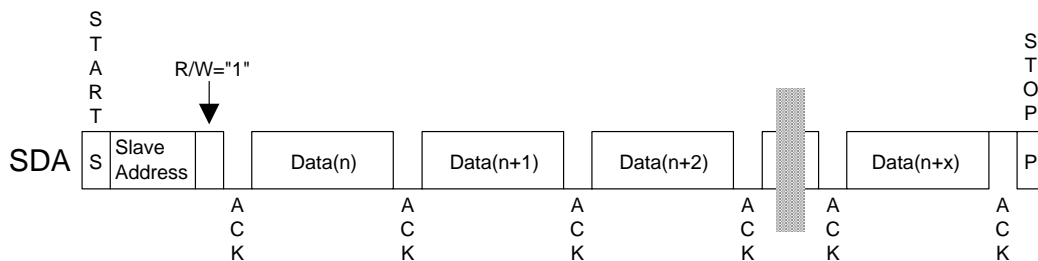 START
STOP
R/W="1"
SDA
S
Slave
Address
Data(n)
Data(n+1)
Data(n+2)
Data(n+x)
P
ACK
ACK
ACK
ACK
ACK
ACK